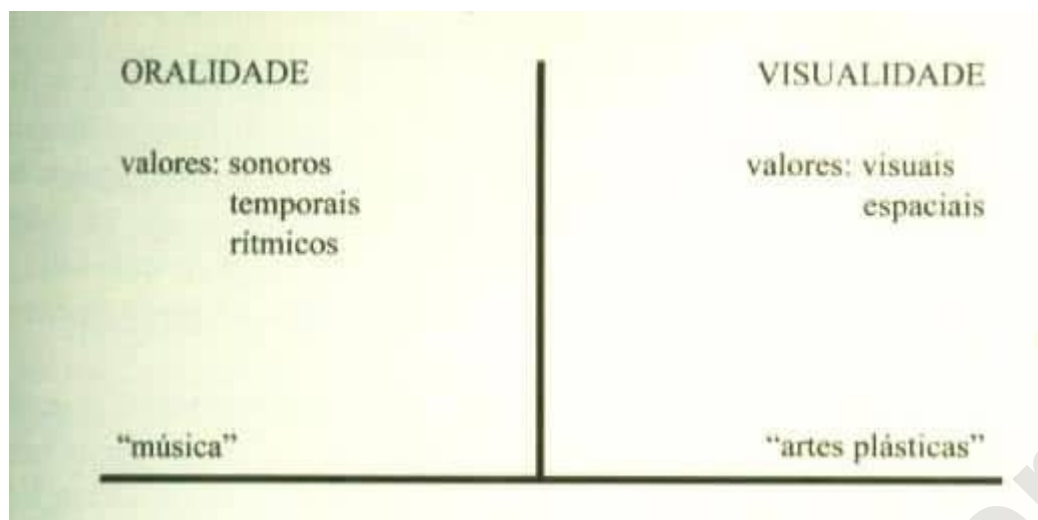 ORALIDADE
valores: sonoros
temporais
rítmicos
“música”
VISUALIDADE
valores: visuais
espaciais
“artes plásticas”